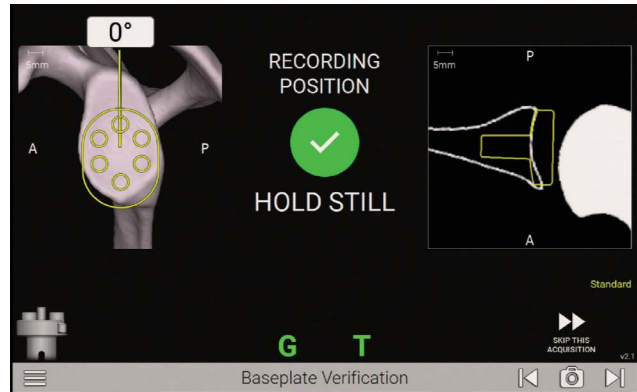 0°
5mm
A
P
RECORDING
POSITION
HOLD STILL
5mm
P
A
Standard
G
T
SKIP THIS
ACQUISITION
v2.1
Baseplate Verification